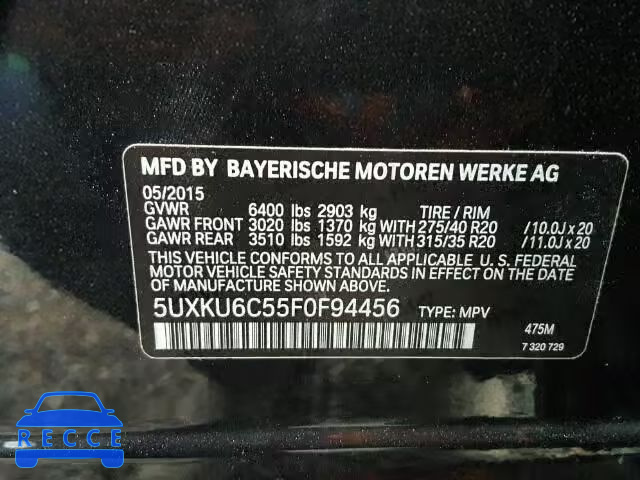 MFD BY BAYERISCHE MOTOREN WERKE AG
05/2015
GVWR 6400 lbs 2903 kg TIRE / RIM
GAWR FRONT 3020 lbs 1370 kg WITH 275/40 R20 /10.0J x 20
GAWR REAR 3510 lbs 1592 kg WITH 315/35 R20 /11.0J x 20
THIS VEHICLE CONFORMS TO ALL APPLICABLE U.S. FEDERAL
MOTOR VEHICLE SAFETY STANDARDS IN EFFECT ON THE
DATE OF MANUFACTURE SHOWN ABOVE.
5UXKU6C55F0F94456 TYPE: MPV
475M
7 320 729
RECCE